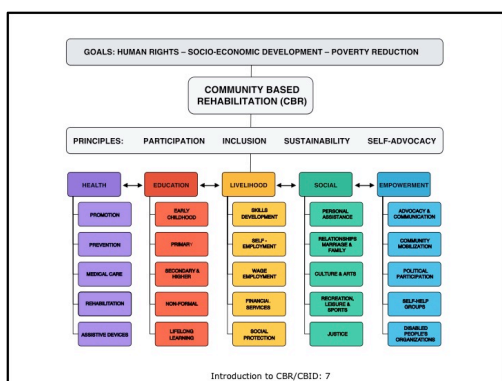 GOALS: HUMAN RIGHTS – SOCIO-ECONOMIC DEVELOPMENT – POVERTY REDUCTION
COMMUNITY BASED
REHABILITATION (CBR)
PRINCIPLES: PARTICIPATION INCLUSION SUSTAINABILITY SELF-ADVOCACY
HEALTH
PROMOTION
PREVENTION
MEDICAL CARE
REHABILITATION
ASSISTIVE DEVICES
EDUCATION
EARLY
CHILDHOOD
PRIMARY
SECONDARY &
HIGHER
NON-FORMAL
LIFELONG
LEARNING
LIVELIHOOD
SKILLS
DEVELOPMENT
SELF-
EMPLOYMENT
WAGE
EMPLOYMENT
FINANCIAL
SERVICES
SOCIAL
PROTECTION
SOCIAL
PERSONAL
ASSISTANCE
RELATIONSHIPS
MARRIAGE &
FAMILY
CULTURE & ARTS
RECREATION,
LEISURE &
SPORTS
JUSTICE
EMPOWERMENT
ADVOCACY &
COMMUNICATION
COMMUNITY
MOBILIZATION
POLITICAL
PARTICIPATION
SELF-HELP
GROUPS
DISABLED
PEOPLE'S
ORGANIZATIONS
Introduction to CBR/CBID: 7